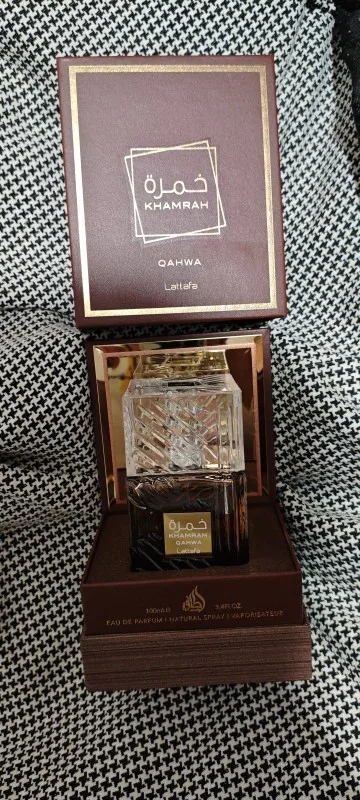 خمرة
KHAMRAH
QAHWA
Lattafa
خمرة
KHAMRAH
QAHWA
Lattafa
100ml.℮ 3.4Fl.OZ
EAU DE PARFUM I NATURAL SPRAY I VAPORISATEUR